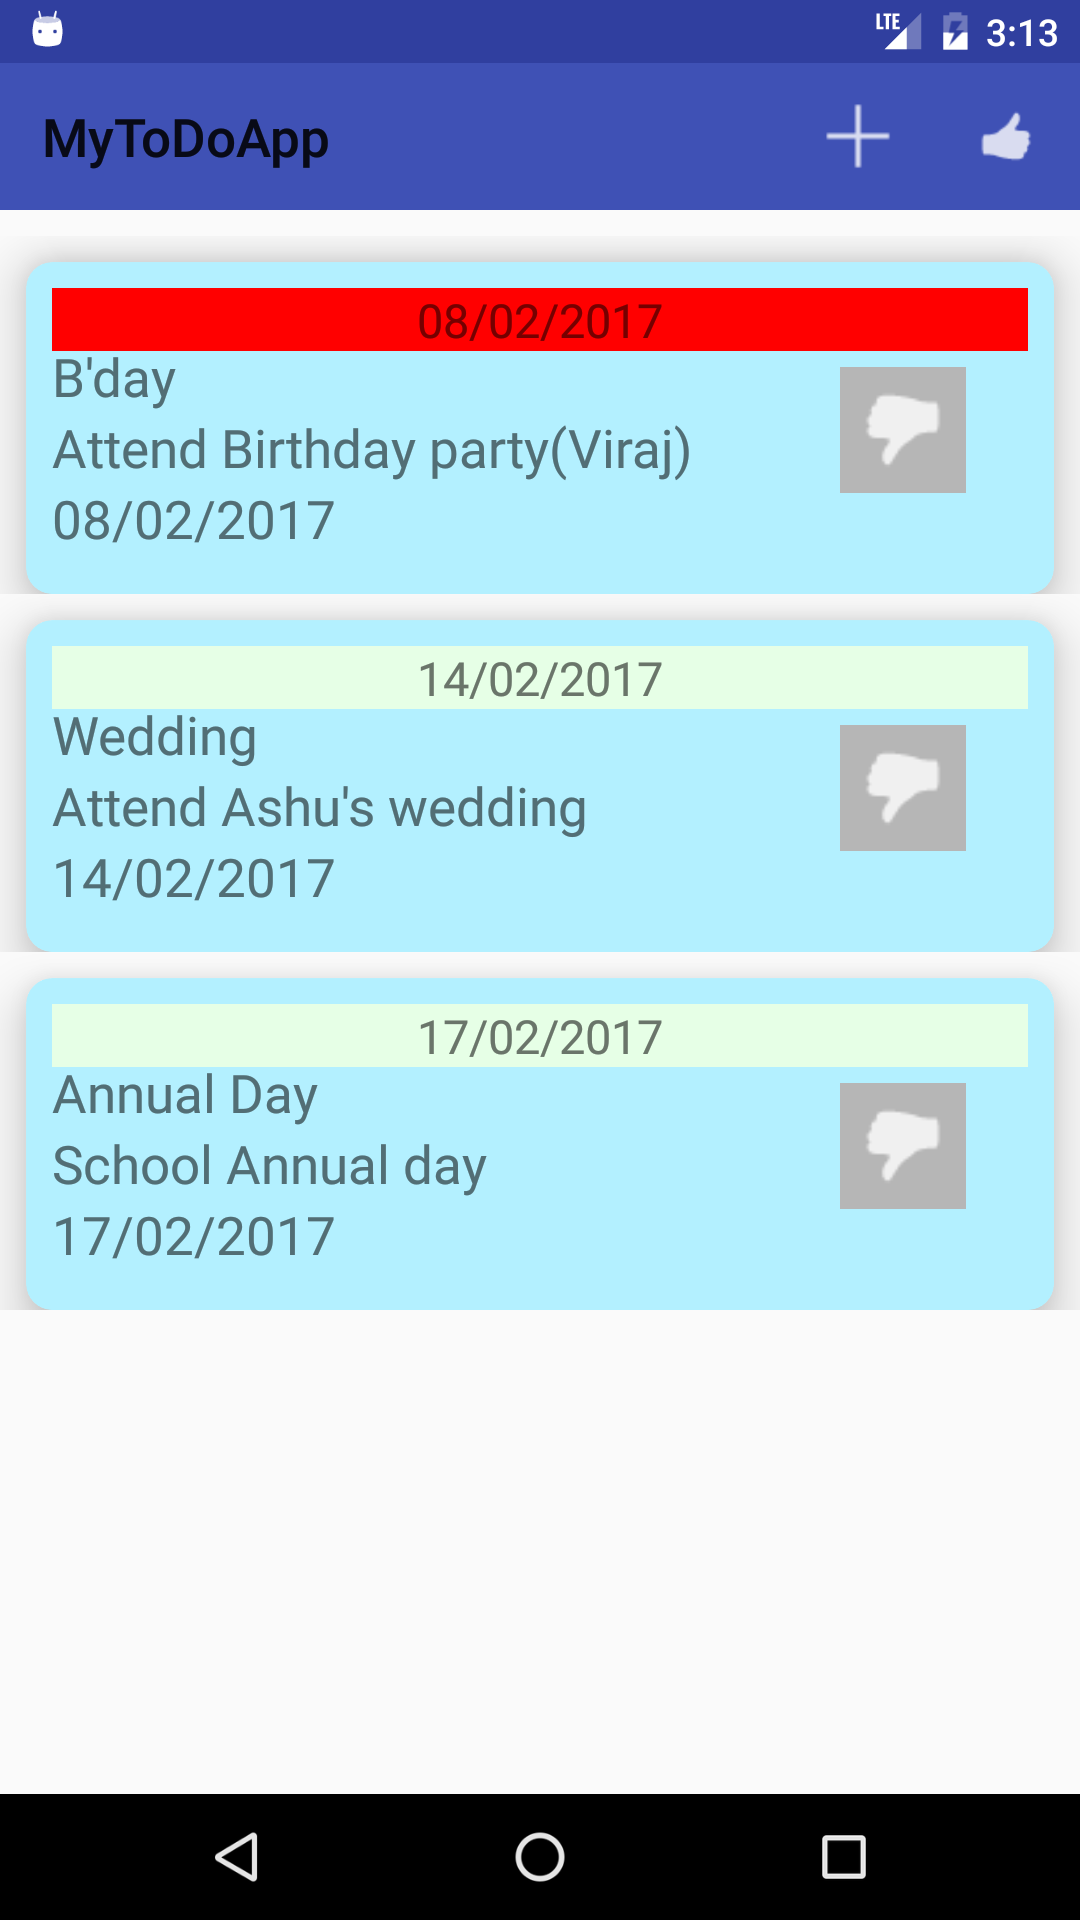 LTE 3:13
MyToDoApp
08/02/2017
B'day
Attend Birthday party(Viraj)
08/02/2017
14/02/2017
Wedding
Attend Ashu's wedding
14/02/2017
17/02/2017
Annual Day
School Annual day
17/02/2017